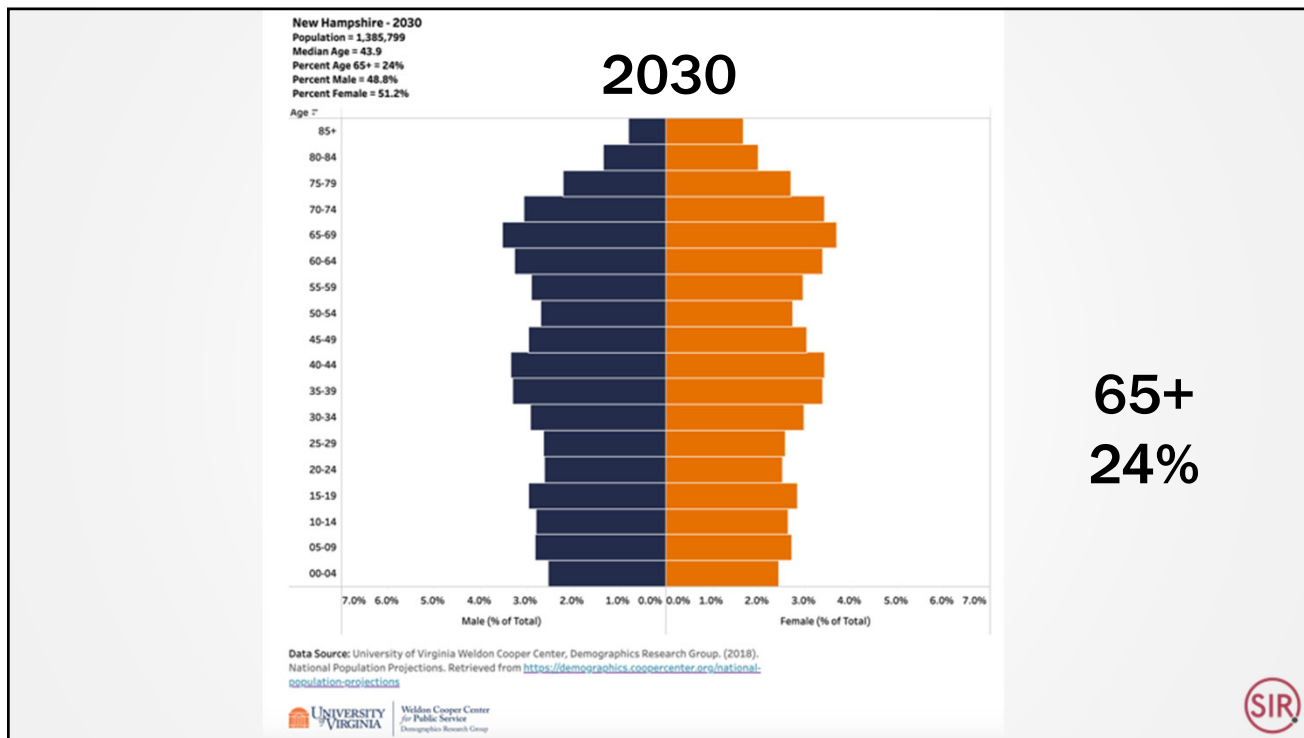 New Hampshire - 2030
Population = 1,385,799
Median Age = 43.9
Percent Age 65+ = 24%
Percent Male = 48.8%
Percent Female = 51.2%
2030
Age
85+
80-84
75-79
70-74
65-69
60-64
55-59
50-54
45-49
40-44
35-39
30-34
25-29
20-24
15-19
10-14
05-09
00-04
7.0% 6.0% 5.0% 4.0% 3.0% 2.0% 1.0% 0.0% 0.0% 1.0% 2.0% 3.0% 4.0% 5.0% 6.0% 7.0%
Male (% of Total) Female (% of Total)
65+
24%
Data Source: University of Virginia Weldon Cooper Center, Demographics Research Group. (2018).
National Population Projections. Retrieved from https://demographics.coopercenter.org/national-
population-projections
UNIVERSITY
of VIRGINIA
Weldon Cooper Center
for Public Service
Demographics Research Group
SIR